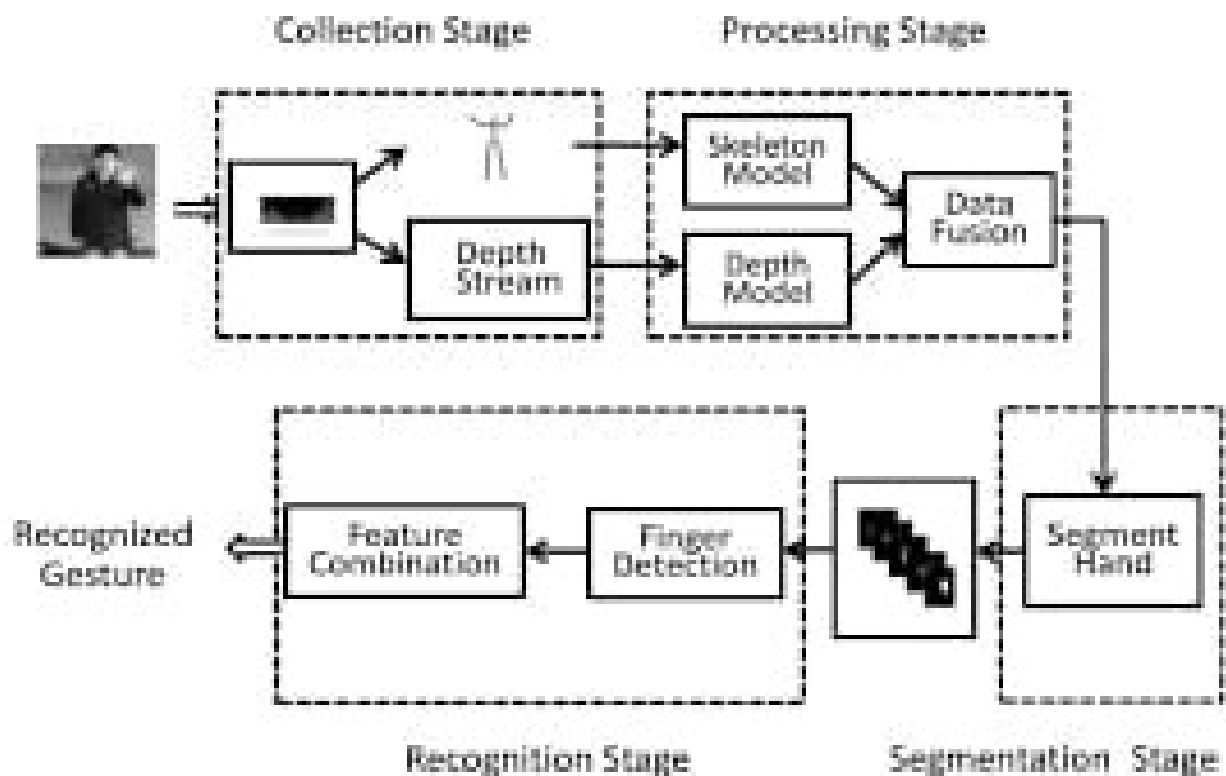 Collection Stage
Processing Stage
Skeleton
Model
Data
Fusion
Depth
Stream
Depth
Model
Recognized
Gesture
Feature
Combination
Finger
Detection
Segment
Hand
Recognition Stage
Segmentation Stage